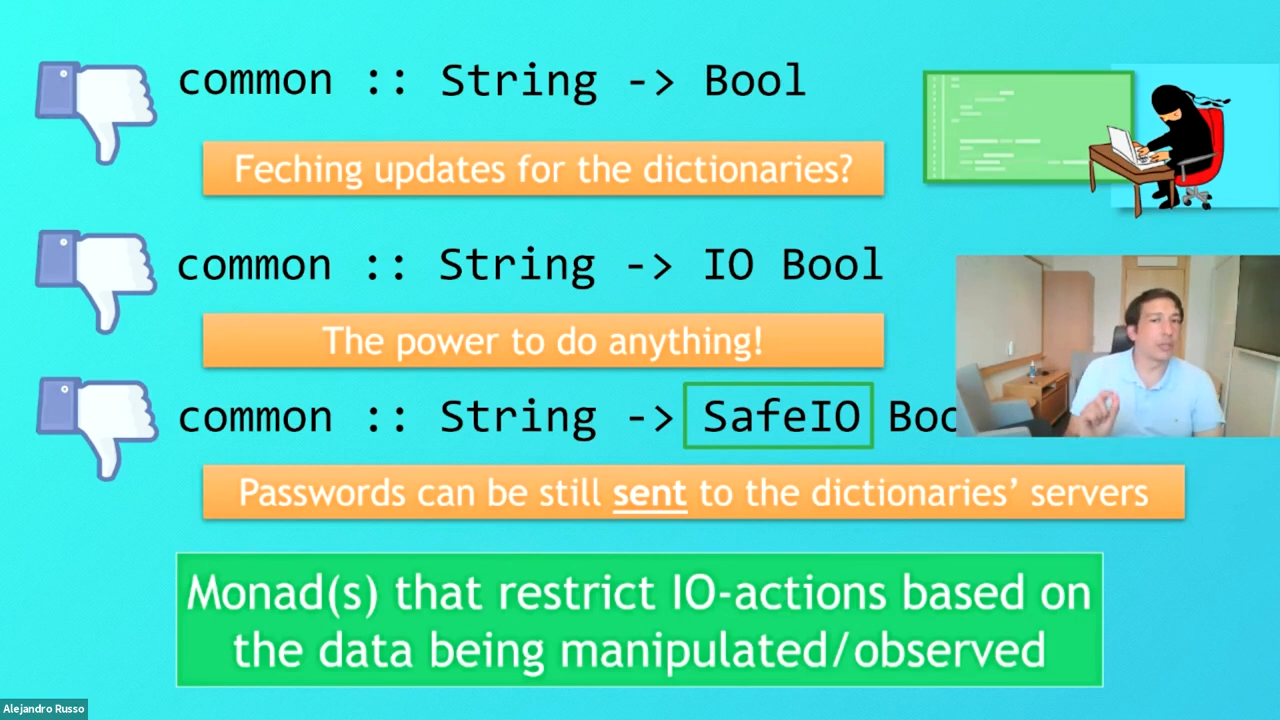 common :: String -> Bool
Feching updates for the dictionaries?
common :: String -> IO Bool
The power to do anything!
common :: String -> SafeIO
Passwords can be still sent to the dictionaries’ servers
Monad(s) that restrict IO-actions based on
the data being manipulated/observed
Alejandro Russo